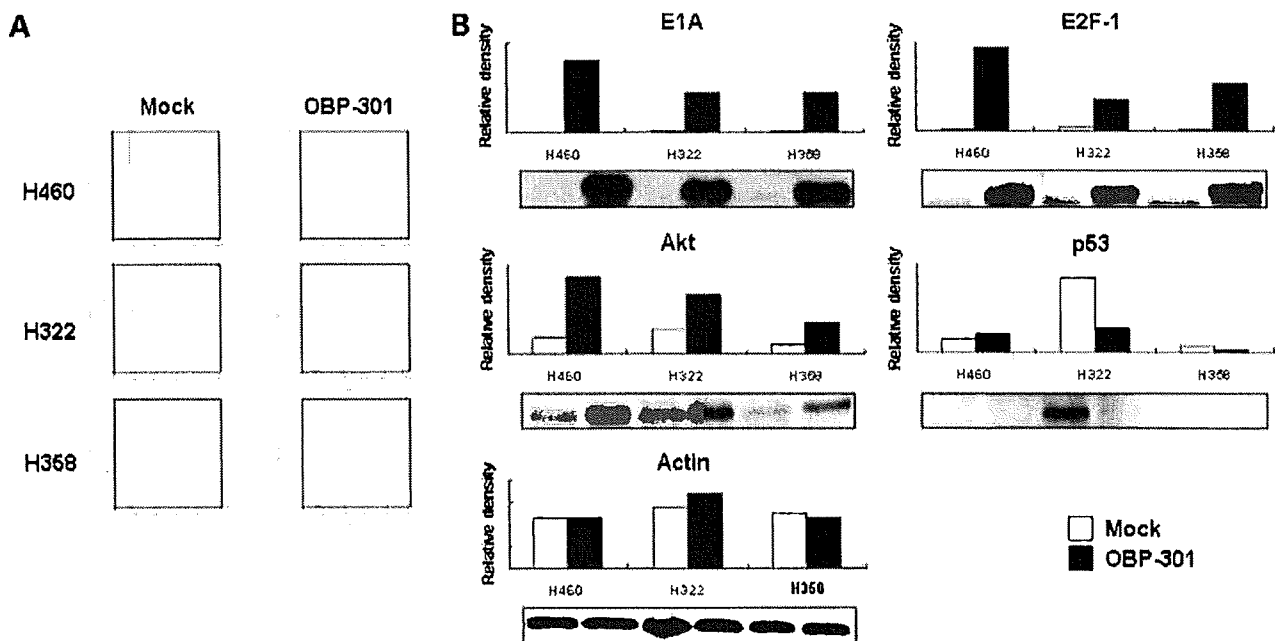 A
Mock
OBP-301
H460
H322
H358
B
E1A
Relative density
H460
H322
H358
E2F-1
Relative density
H460
H322
H358
Akt
Relative density
H460
H322
H358
p53
Relative density
H460
H322
H358
Actin
Relative density
H460
H322
H358
Mock
OBP-301